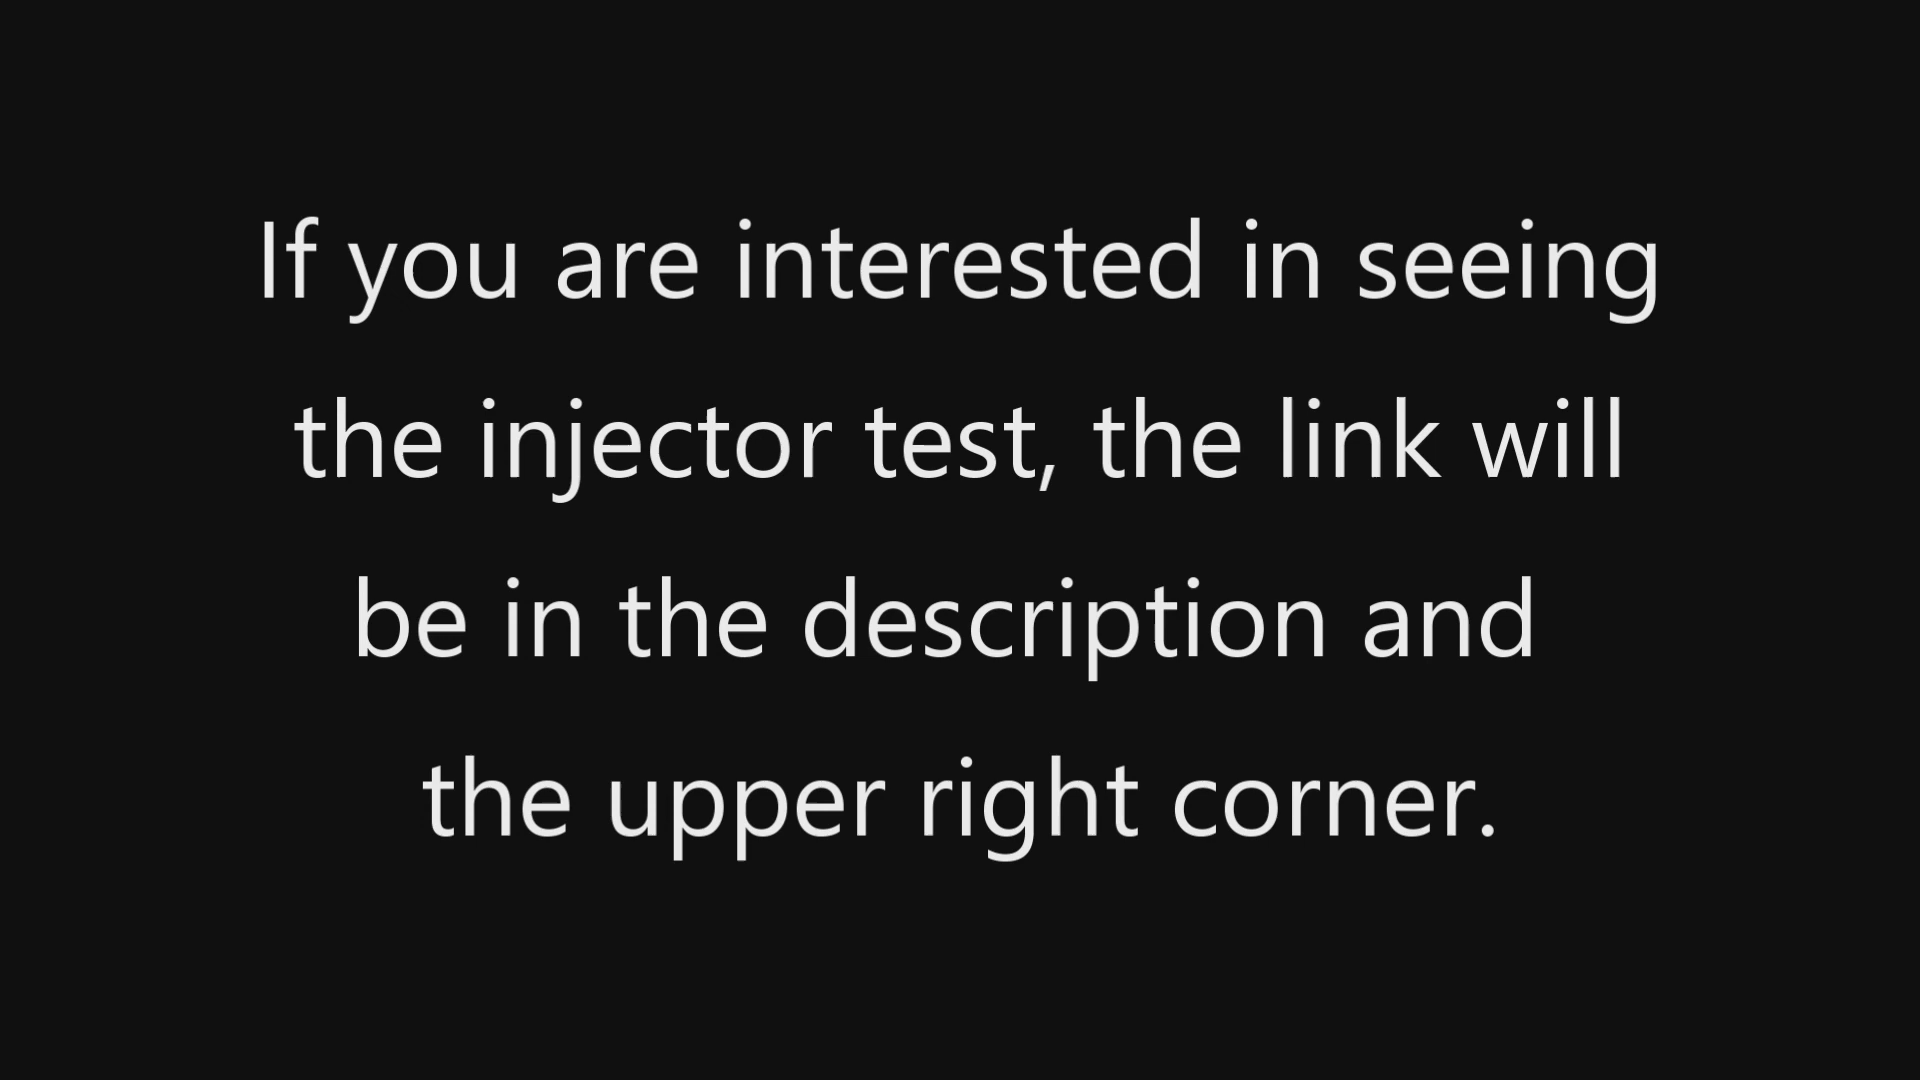 If you are interested in seeing
the injector test, the link will
be in the description and
the upper right corner.